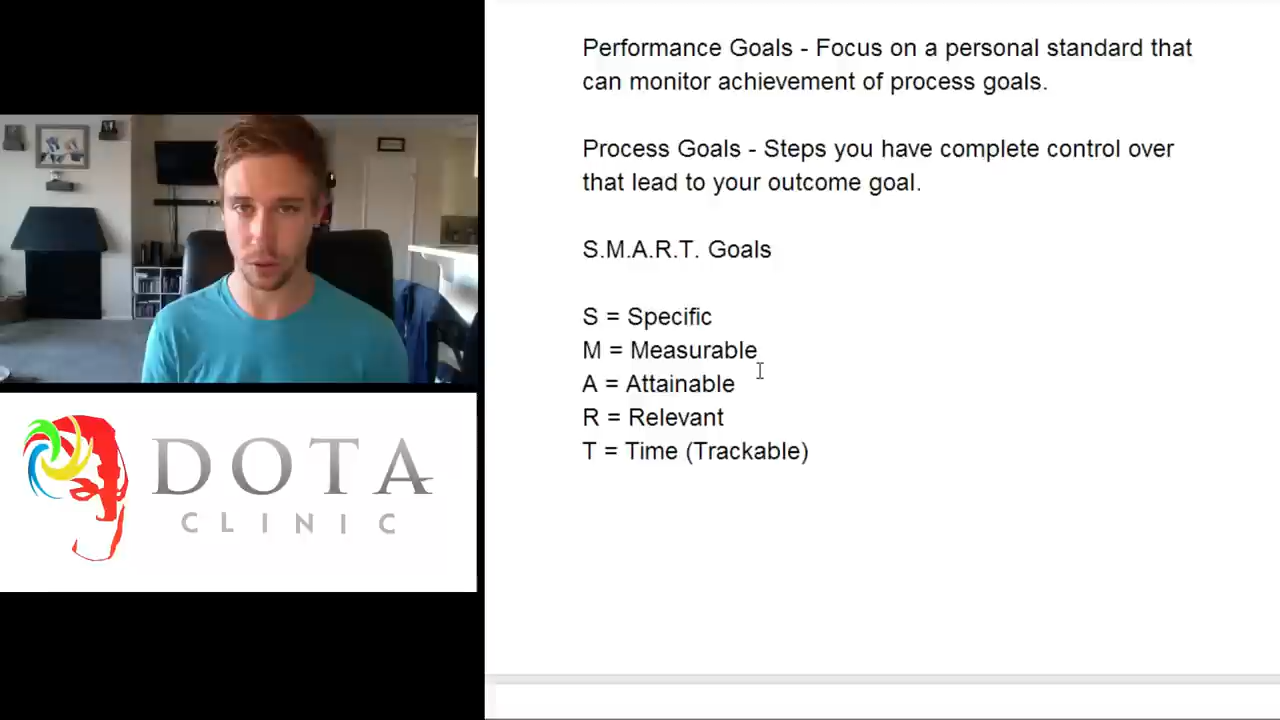 Performance Goals - Focus on a personal standard that
can monitor achievement of process goals.
Process Goals - Steps you have complete control over
that lead to your outcome goal.
S.M.A.R.T. Goals
S = Specific
M = Measurable
A = Attainable
R = Relevant
T = Time (Trackable)
DOTA
CLINIC